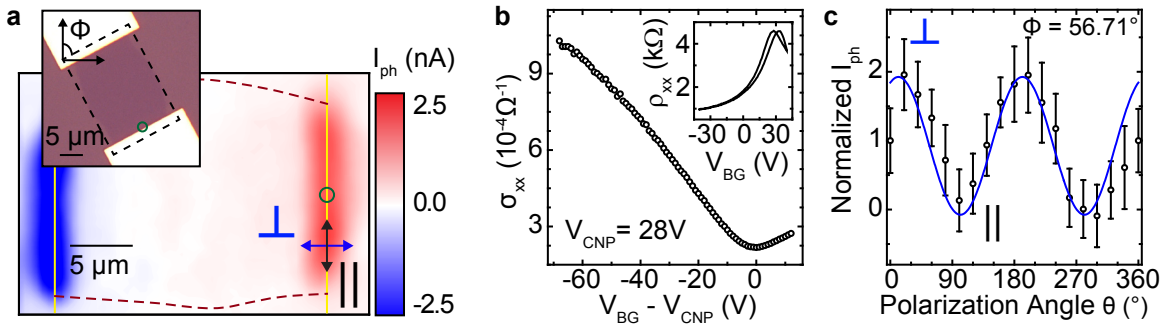 a
Φ
5 μm
5 μm
⊥
||
I_ph (nA)
2.5
0.0
-2.5
b
σ_xx (10⁻⁴Ω⁻¹)
9
6
3
-60 -40 -20 0
V_BG - V_CNP (V)
V_CNP = 28V
ρ_xx (kΩ)
4
2
-30 0 30
V_BG (V)
c
Φ = 56.71°
⊥
||
Normalized I_ph
2
1
0
0 90 180 270 360
Polarization Angle θ (°)